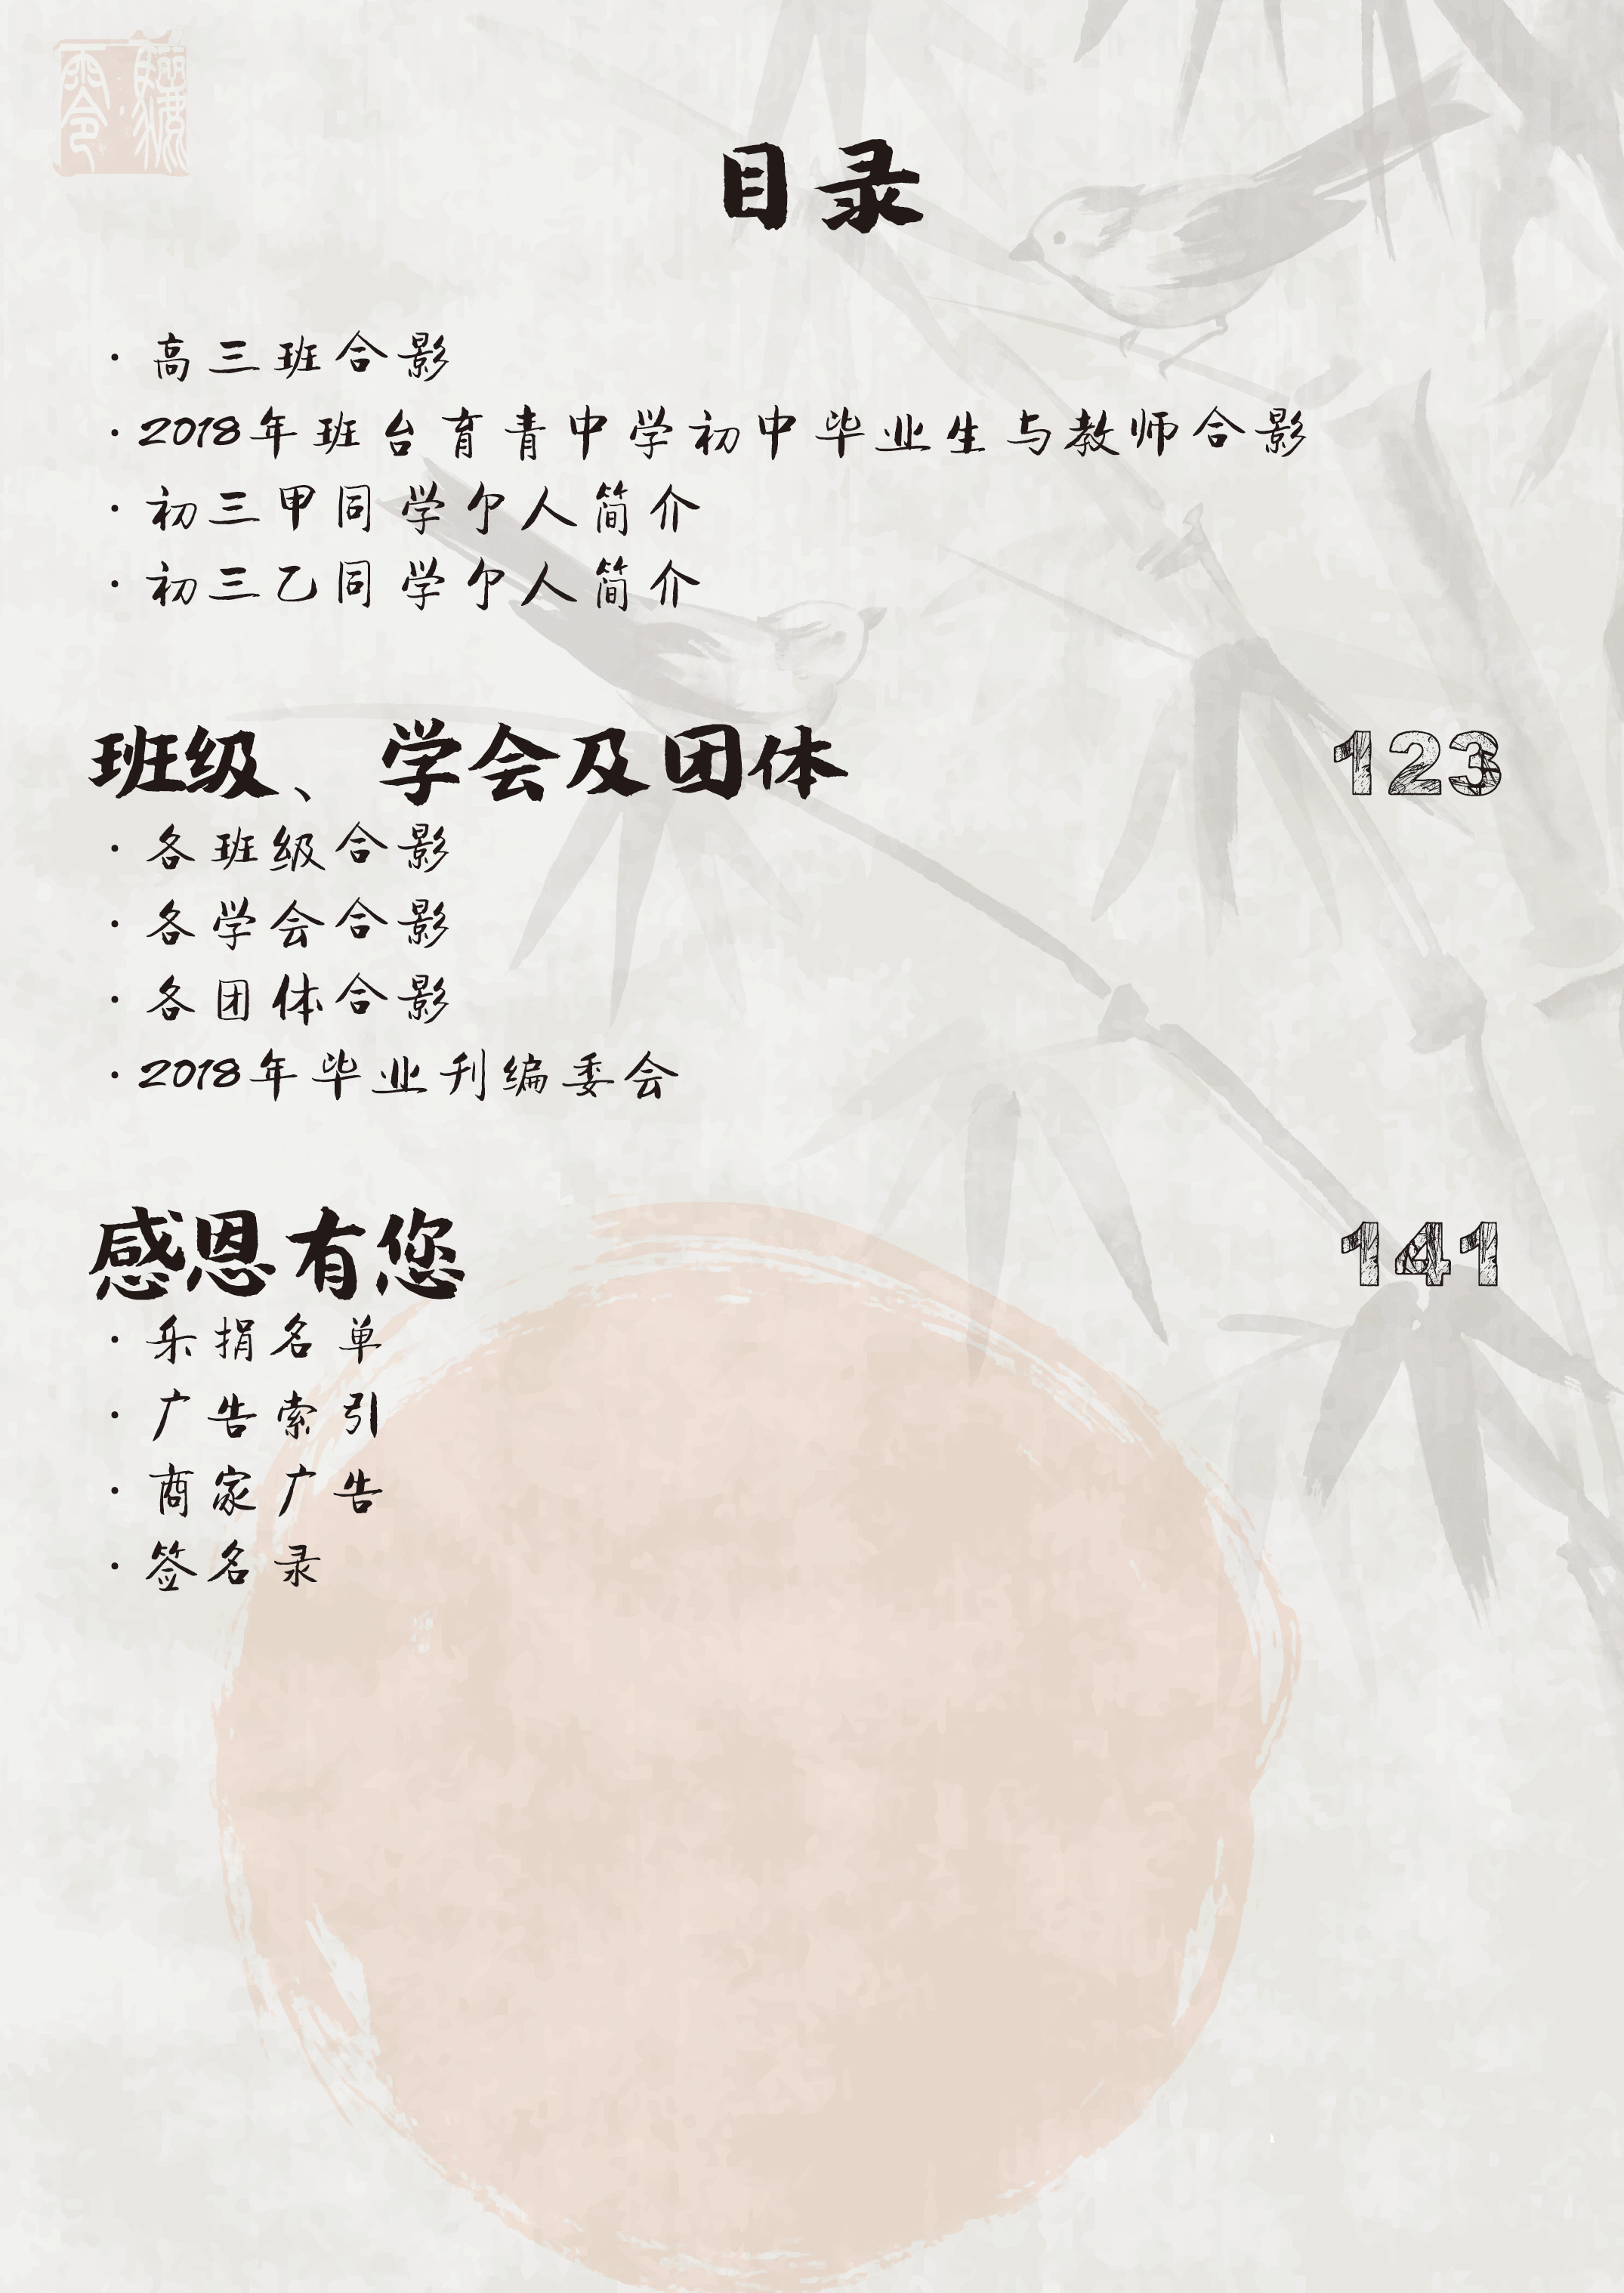 目录
· 高三班合影
· 2018年班台育青中学初中毕业生与教师合影
· 初三甲同学个人简介
· 初三乙同学个人简介
班级、学会及团体 123
· 各班级合影
· 各学会合影
· 各团体合影
· 2018年毕业刊编委会
感恩有您 141
· 乐捐名单
· 广告索引
· 商家广告
· 签名录